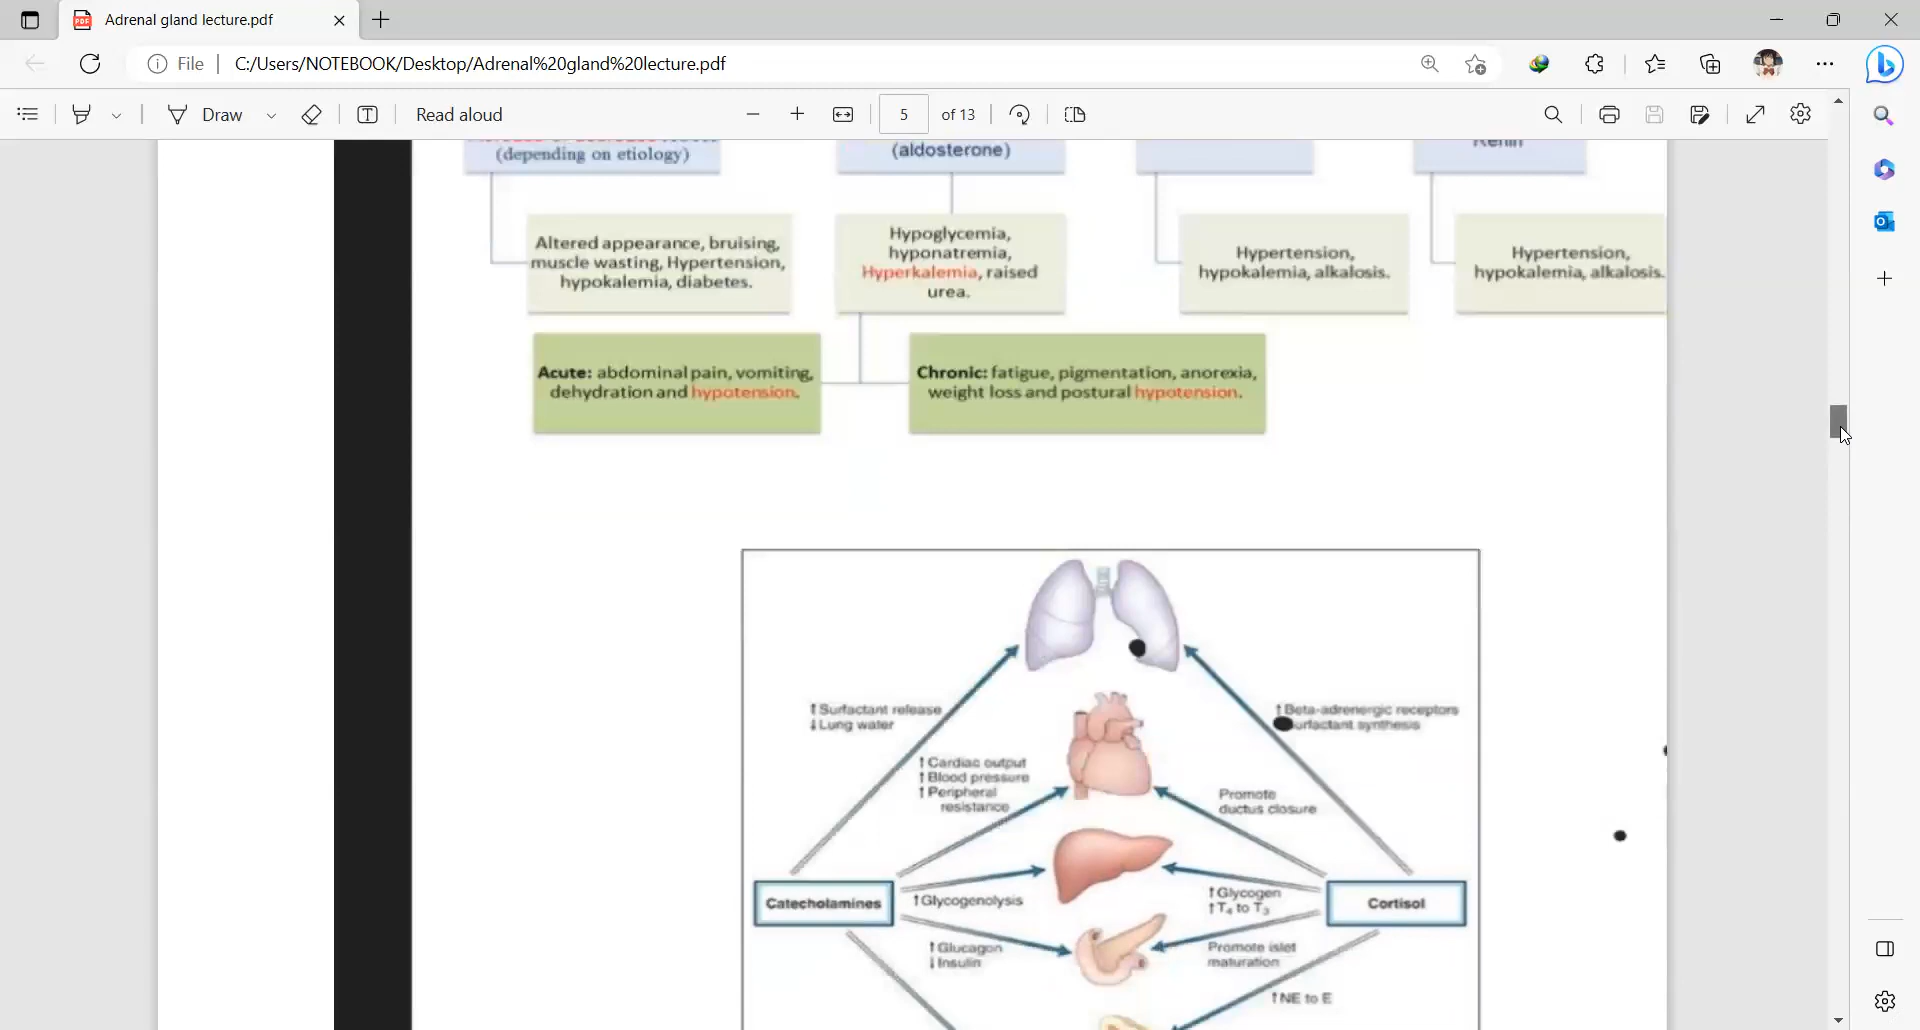 Adrenal gland lecture.pdf
File
C:/Users/NOTEBOOK/Desktop/Adrenal%20gland%20lecture.pdf
Draw
Read aloud
5 of 13
(depending on etiology)
(aldosterone)
Renin
Altered appearance, bruising,
muscle wasting, Hypertension,
hypokalemia, diabetes.
Hypoglycemia,
hyponatremia,
Hyperkalemia, raised
urea.
Hypertension,
hypokalemia, alkalosis.
Hypertension,
hypokalemia, alkalosis.
Acute: abdominal pain, vomiting,
dehydration and hypotension.
Chronic: fatigue, pigmentation, anorexia,
weight loss and postural hypotension.
↑Surfactant release
↓Lung water
↑Beta-adrenergic receptors
urfactant synthesis
↑Cardiac output
↑Blood pressure
↑Peripheral
resistance
Promote
ductus closure
Catecholamines
↑Glycogenolysis
↑Glycogen
↑T₄ to T₃
Cortisol
↑Glucagon
↓Insulin
Promote islet
maturation
↑NE to E